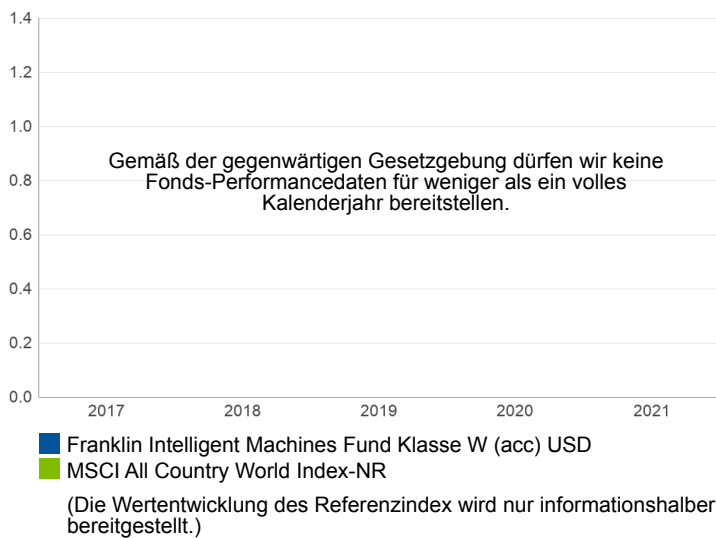 1.4
1.2
1.0
0.8
0.6
0.4
0.2
0.0
Gemäß der gegenwärtigen Gesetzgebung dürfen wir keine
Fonds-Performancedaten für weniger als ein volles
Kalenderjahr bereitstellen.
2017 2018 2019 2020 2021
Franklin Intelligent Machines Fund Klasse W (acc) USD
MSCI All Country World Index-NR
(Die Wertentwicklung des Referenzindex wird nur informationshalber
bereitgestellt.)